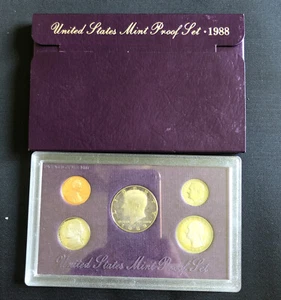 United States Mint Proof Set · 1988
United States Mint Proof Set